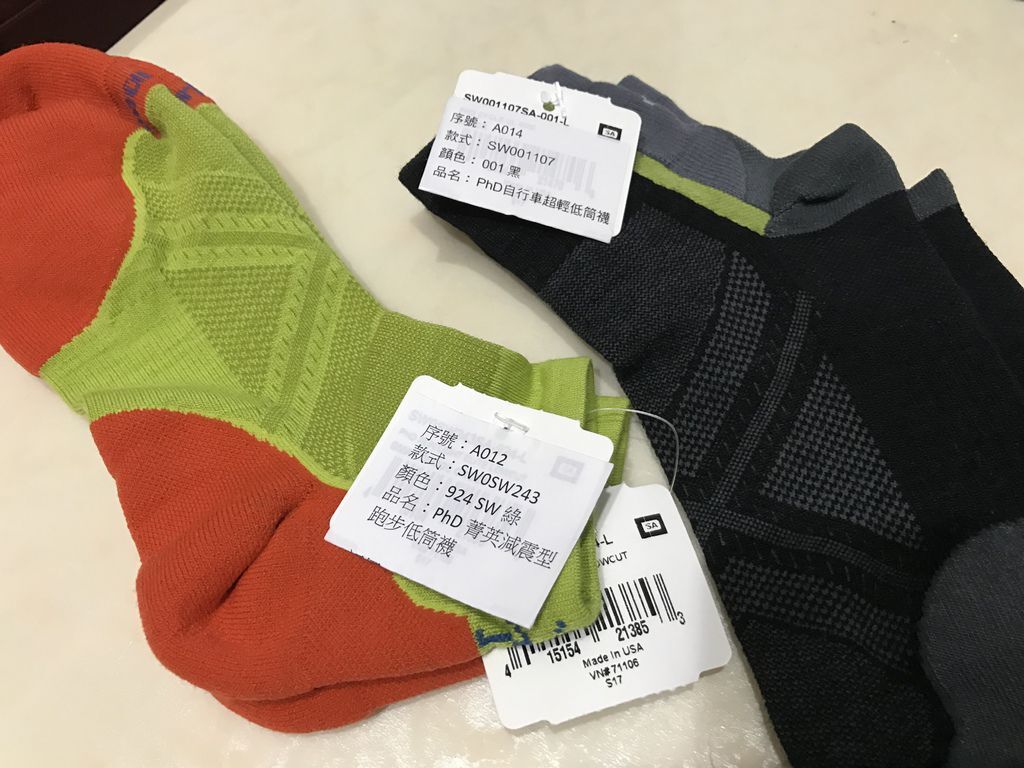 SW001107SA-001-L
SA
序號：A014
款式：SW001107
顏色：001 黑
品名：PhD自行車超輕低筒襪
序號：A012
款式：SW0SW243
顏色：924 SW 綠
品名：PhD 菁英減震型
跑步低筒襪
SA
-L
OWCUT
4 15154 21385 3
Made In USA
VN# 71106
S17